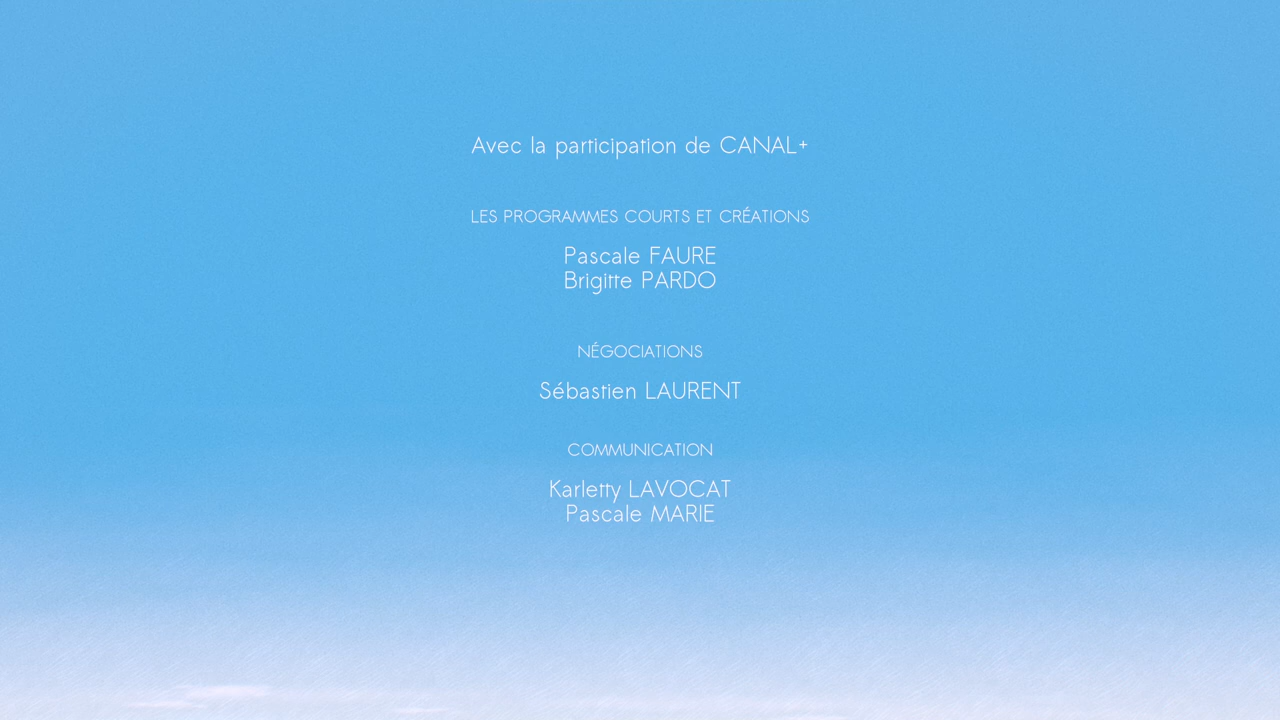 Avec la participation de CANAL+
LES PROGRAMMES COURTS ET CRÉATIONS
Pascale FAURE
Brigitte PARDO
NÉGOCIATIONS
Sébastien LAURENT
COMMUNICATION
Karletty LAVOCAT
Pascale MARIE